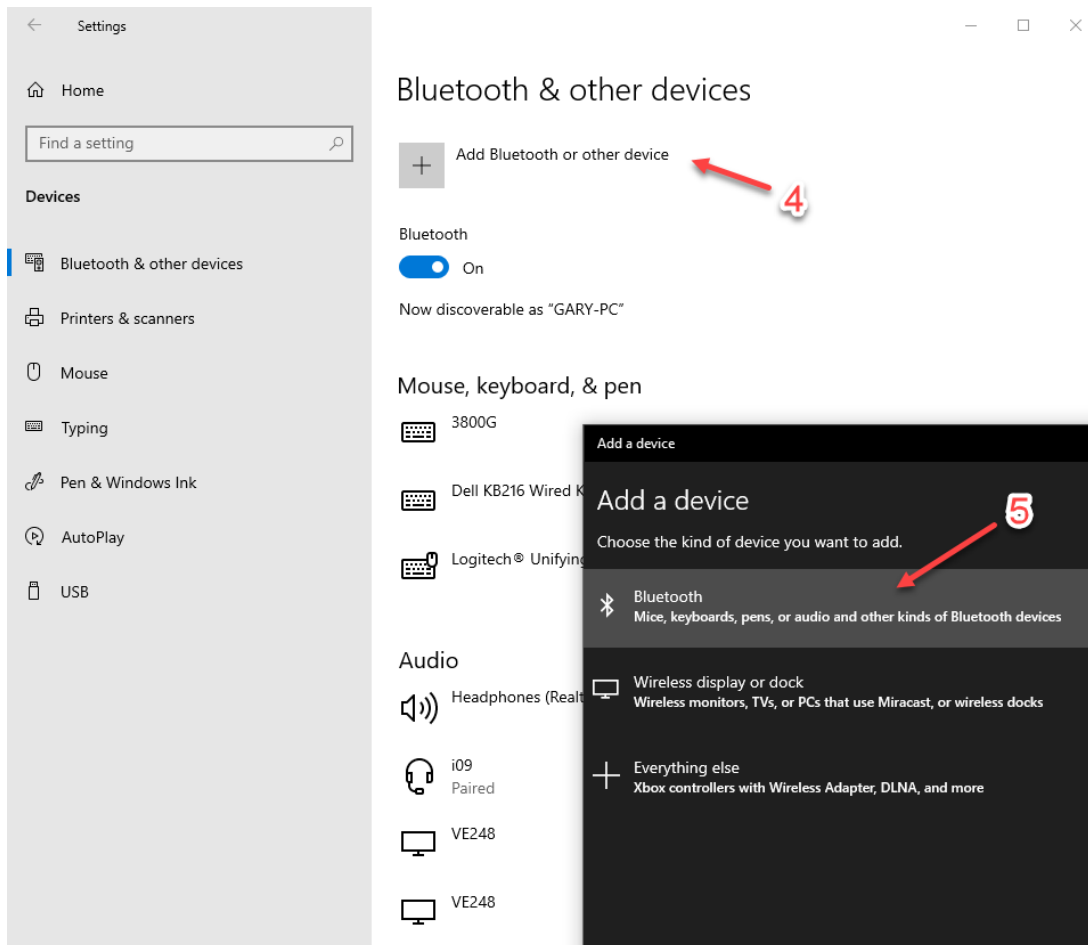 Settings
Home
Find a setting
Devices
Bluetooth & other devices
Printers & scanners
Mouse
Typing
Pen & Windows Ink
AutoPlay
USB
Bluetooth & other devices
Add Bluetooth or other device
4
Bluetooth
On
Now discoverable as “GARY-PC”
Mouse, keyboard, & pen
3800G
Dell KB216 Wired
Logitech® Unifying
Audio
Headphones
i09
Paired
VE248
VE248
Add a device
Add a device
5
Choose the kind of device you want to add.
Bluetooth
Mice, keyboards, pens, or audio and other kinds of Bluetooth devices
Wireless display or dock
Wireless monitors, TVs, or PCs that use Miracast, or wireless docks
Everything else
Xbox controllers with Wireless Adapter, DLNA, and more